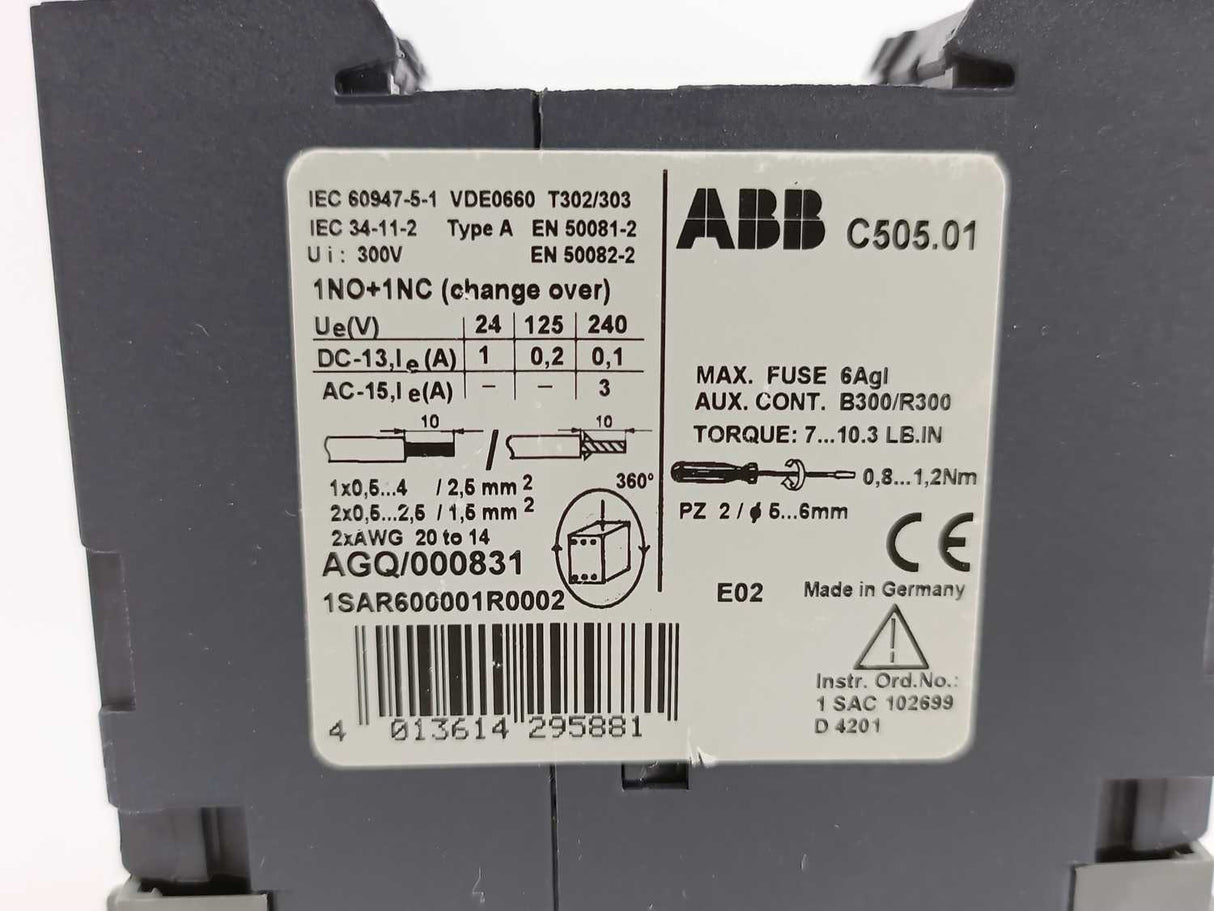 IEC 60947-5-1 VDE0660 T302/303
IEC 34-11-2 Type A EN 50081-2
Ui: 300V EN 50082-2
1NO+1NC (change over)
Ue(V) 24 125 240
DC-13,Ie(A) 1 0,2 0,1
AC-15,Ie(A) – – 3
10 / 10
1x0,5...4 /2,5 mm2
2x0,5...2,5 /1,5 mm2
2xAWG 20 to 14
360°
AGQ/000831
1SAR600001R0002
4 013614 295881
ABB C505.01
MAX. FUSE 6Agl
AUX. CONT. B300/R300
TORQUE: 7...10.3 LB.IN
0,8...1,2Nm
PZ 2/ø 5...6mm
CE
E02 Made in Germany
Instr. Ord.No.:
1 SAC 102699
D 4201